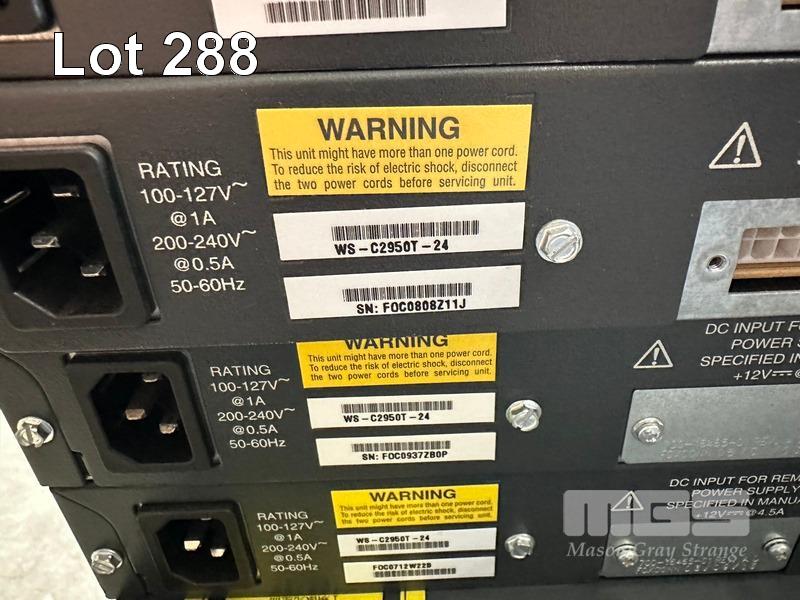 Lot 288
WARNING
This unit might have more than one power cord.
To reduce the risk of electric shock, disconnect
the two power cords before servicing unit.
RATING
100-127V~
@1A
200-240V~
@0.5A
50-60Hz
WS-C2950T-24
SN: FOC0808Z11J
DC INPUT FO
POWER S
SPECIFIED IN
+12V
WARNING
This unit might have more than one power cord.
To reduce the risk of electric shock, disconnect
the two power cords before servicing unit.
RATING
100-127V~
@1A
200-240V~
@0.5A
50-60Hz
WS-C2950T-24
SN: FOC0937ZB0P
DC INPUT FOR REM
POWER SUPPLY
SPECIFIED IN MANUA
+12V @4.5A
WARNING
This unit might have more than one power cord.
To reduce the risk of electric shock, disconnect
the two power cords before servicing unit.
RATING
100-127V~
@1A
200-240V~
@0.5A
50-60Hz
WS-C2950T-24
FOC0712W22B
MGS
Mason Gray Strange